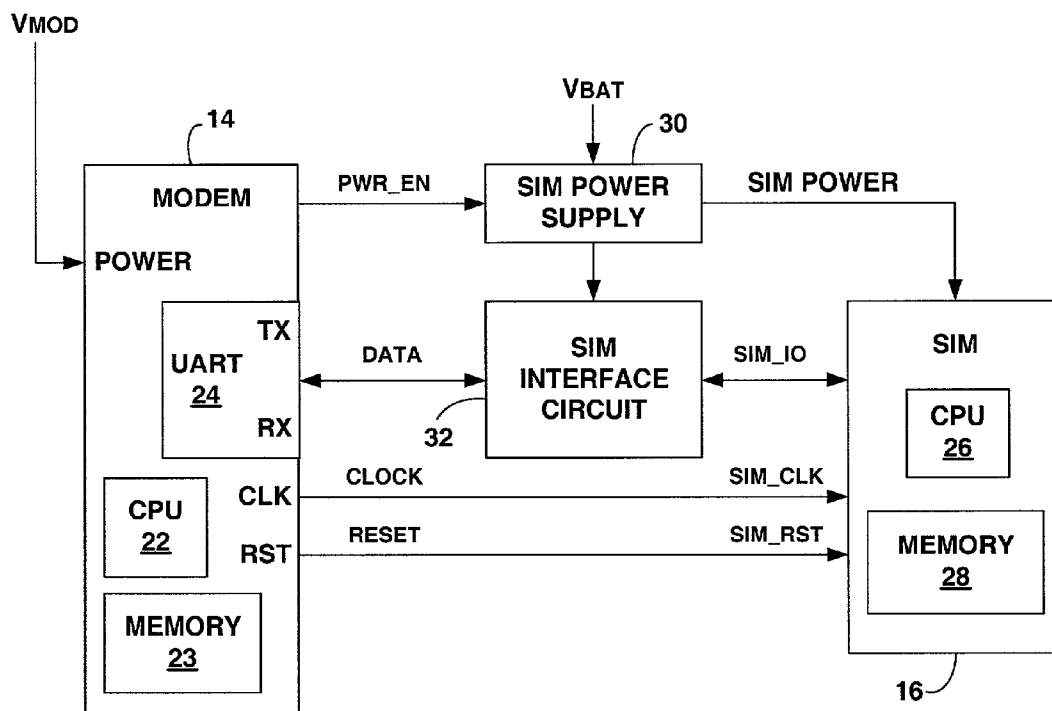 VMOD
14
VBAT
30
MODEM
PWR_EN
SIM POWER
SUPPLY
SIM POWER
POWER
TX
UART
24
RX
DATA
SIM
INTERFACE
CIRCUIT
32
SIM_IO
SIM
CPU
26
CLK
CLOCK
SIM_CLK
CPU
22
RST
RESET
SIM_RST
MEMORY
28
MEMORY
23
16